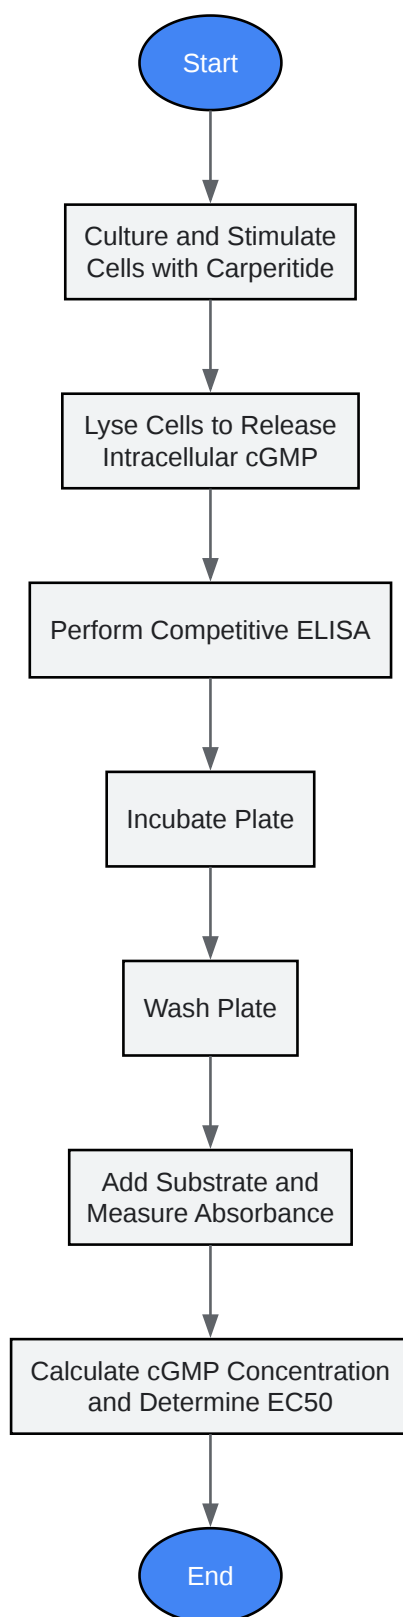 Start
Culture and Stimulate
Cells with Carperitide
Lyse Cells to Release
Intracellular cGMP
Perform Competitive ELISA
Incubate Plate
Wash Plate
Add Substrate and
Measure Absorbance
Calculate cGMP Concentration
and Determine EC50
End